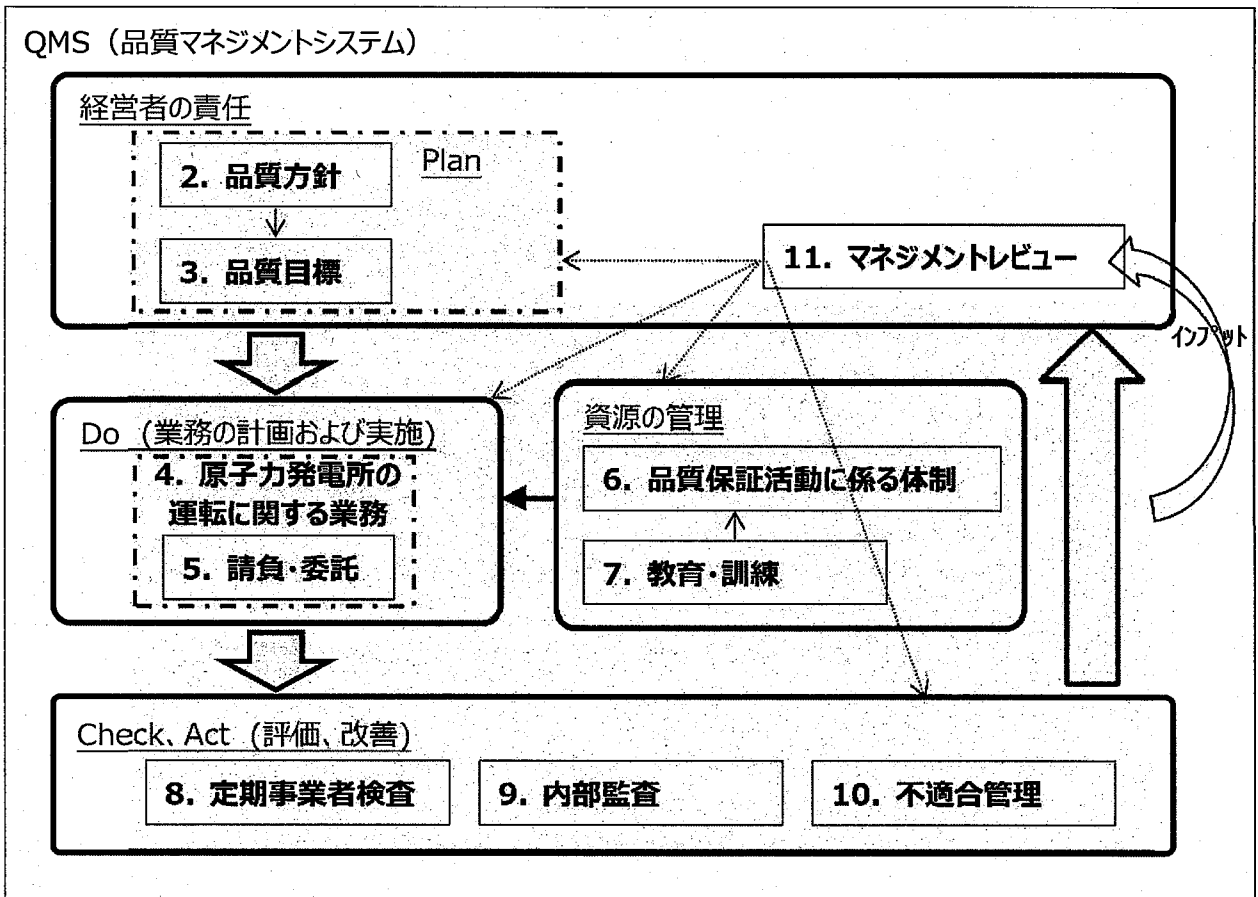 QMS（品質マネジメントシステム）
経営者の責任
Plan
2. 品質方針
3. 品質目標
11. マネジメントレビュー
インプット
Do （業務の計画および実施）
4. 原子力発電所の
運転に関する業務
5. 請負・委託
資源の管理
6. 品質保証活動に係る体制
7. 教育・訓練
Check、Act （評価、改善）
8. 定期事業者検査
9. 内部監査
10. 不適合管理